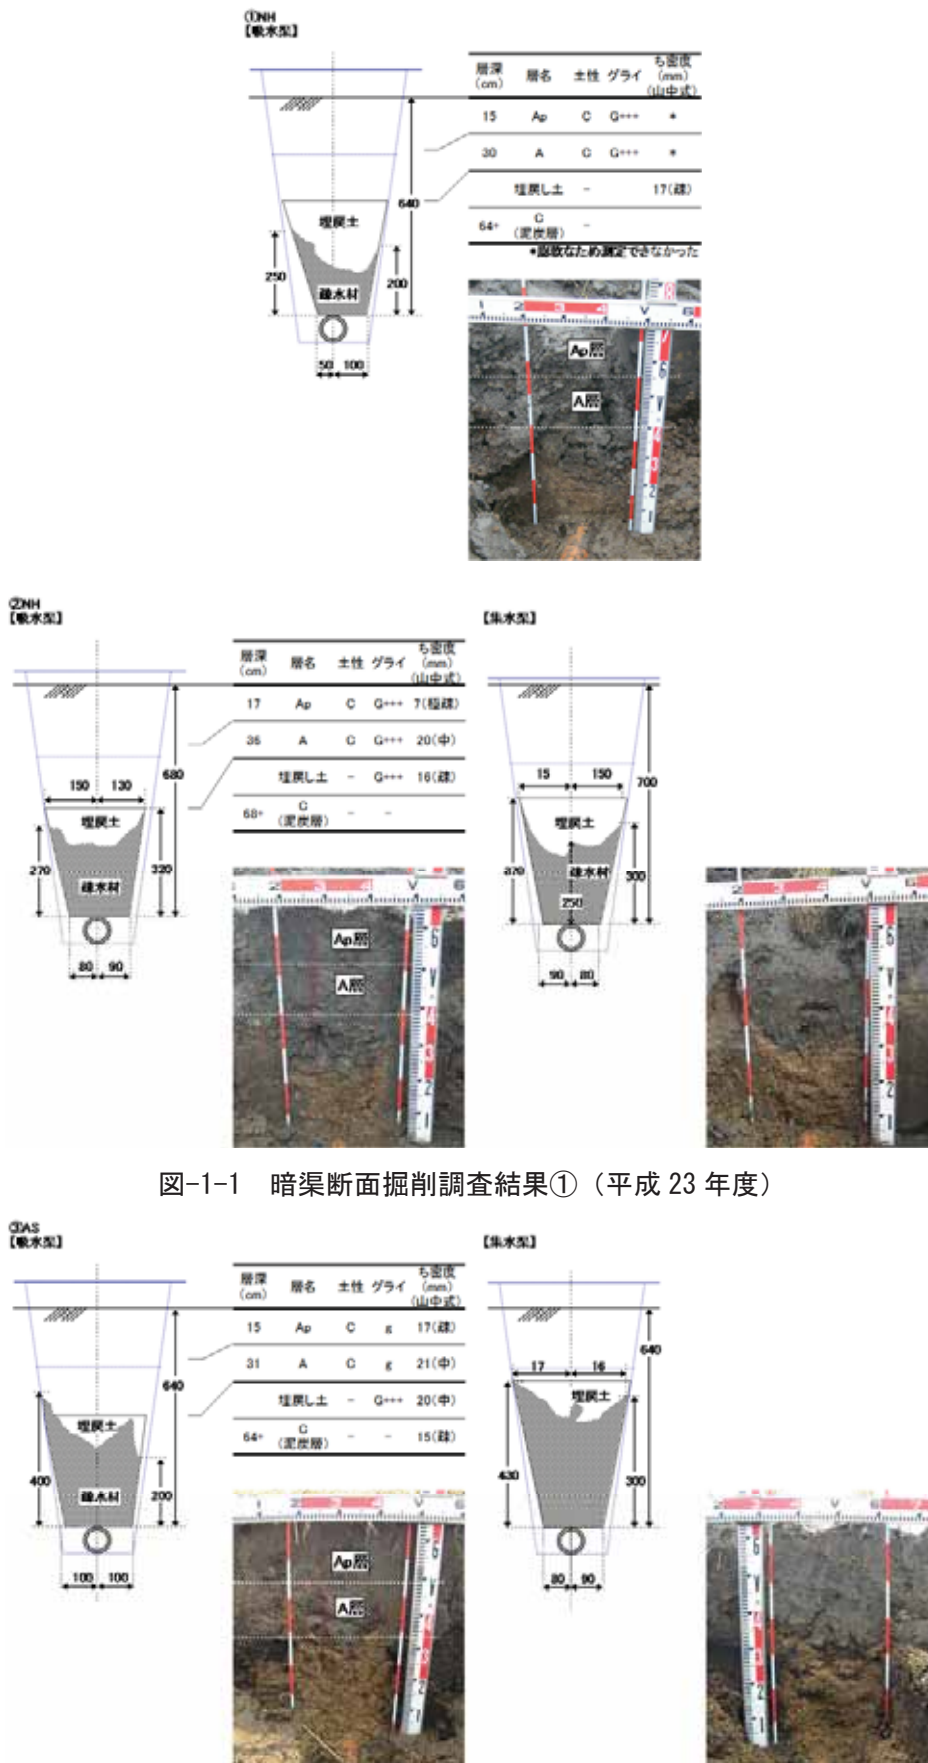 ①NH
【吸水渠】
層深(cm) 層名 土性 グライ ち密度(mm)(山中式)
15 Ap C G+++ *
30 A C G+++ *
埋戻し土 - 17(疎)
64+ C(泥炭層) -
*膨軟なため測定できなかった
640
埋戻土
250
疎水材
200
50 100
Ap層
A層
②NH
【吸水渠】
層深(cm) 層名 土性 グライ ち密度(mm)(山中式)
17 Ap C G+++ 7(極疎)
36 A C G+++ 20(中)
埋戻し土 - G+++ 16(疎)
68+ C(泥炭層) - -
680
150 130
埋戻土
270
疎水材
320
80 90
Ap層
A層
【集水渠】
15 150
700
埋戻土
370
疎水材
300
250
90 80
図-1-1 暗渠断面掘削調査結果①（平成 23 年度）
③AS
【吸水渠】
層深(cm) 層名 土性 グライ ち密度(mm)(山中式)
15 Ap C g 17(疎)
31 A C g 21(中)
埋戻し土 - G+++ 20(中)
64+ C(泥炭層) - - 15(疎)
640
埋戻土
400
疎水材
200
100 100
Ap層
A層
【集水渠】
640
17 16
埋戻土
430
300
80 90